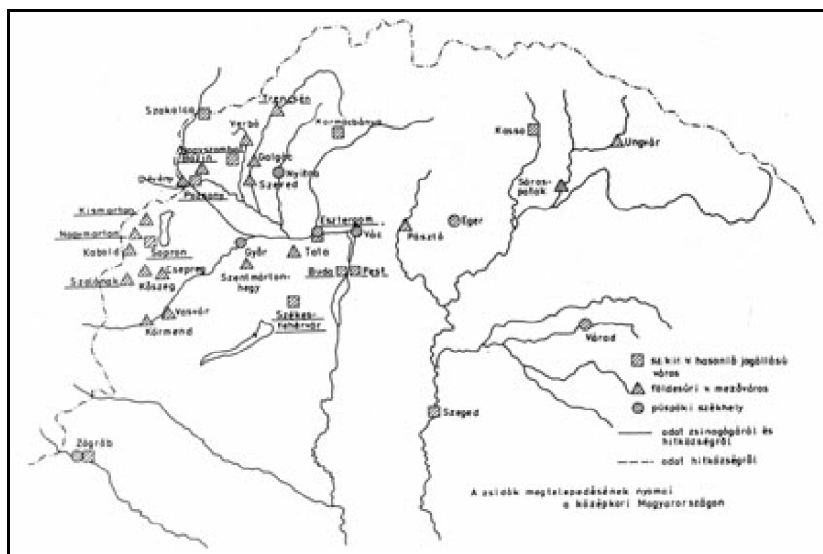 Szakolca
Trencsén
Verbó
Körmöcbánya
Kassa
Ungvár
Nagyszombat
Bazin
Galgóc
Nyitra
Dévény
Szered
Pozsony
Sáros-
patak
Kismarton
Nagymarton
Sopron
Kabold
Esztergom
Vác
Pásztó
Eger
Győr
Tata
Csepreg
Szentmárton-
hegy
Buda
Pest
Szalónak
Kőszeg
Vasvár
Székes-
fehérvár
Körmend
Várad
Szeged
Zágráb
sz. kir. v. hasonló jogállású
város
földesúri v. mezőváros
püspöki székhely
adat zsinagógáról és
hitközségről
adat hitközségről
A zsidók megtelepedésének nyomai
a középkori Magyarországon